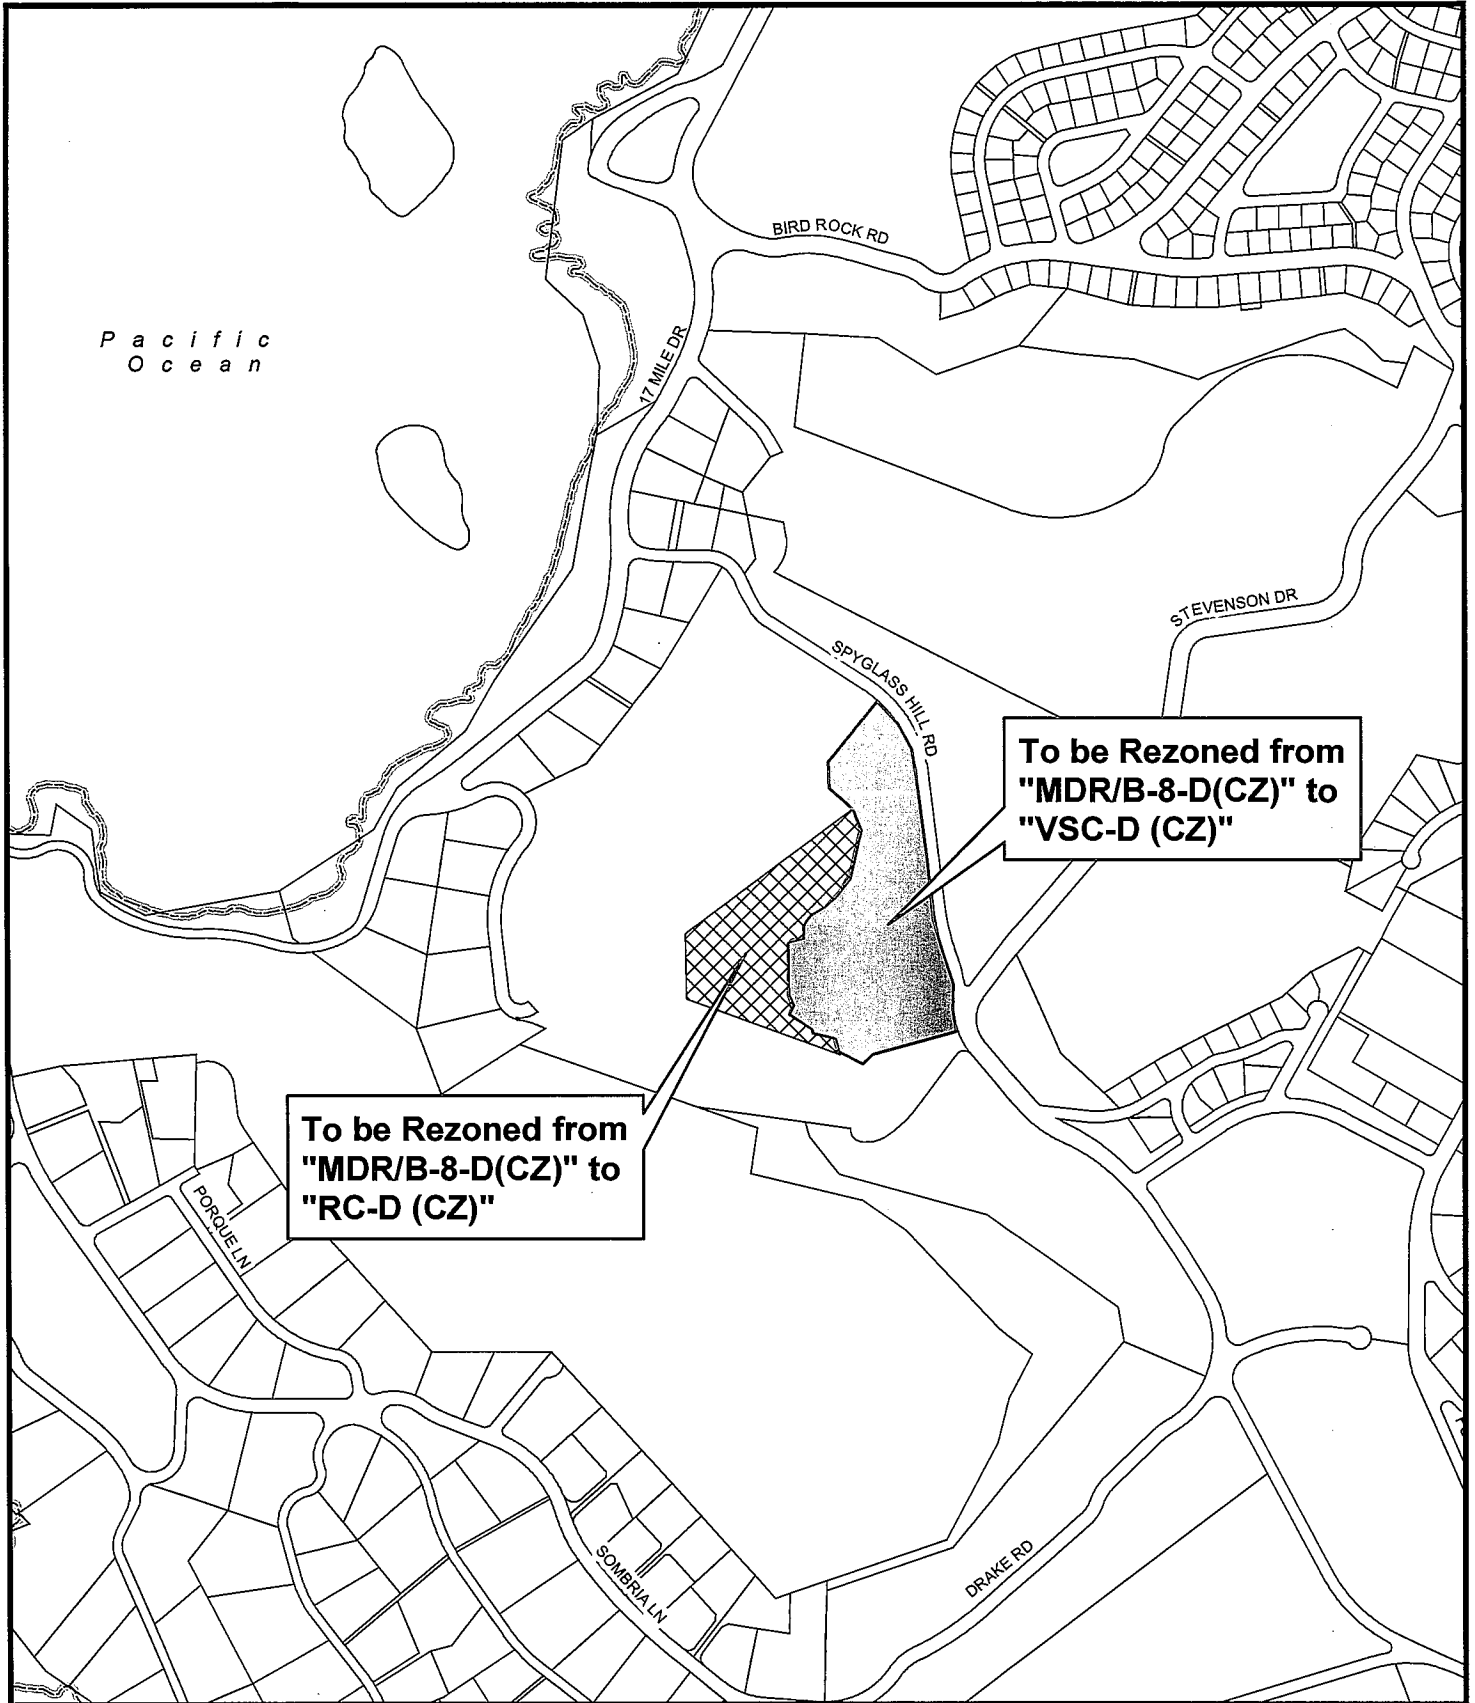 BIRD ROCK RD
Pacific
Ocean
17 MILE DR
STEVENSON DR
SPYGLASS HILL RD
To be Rezoned from
"MDR/B-8-D(CZ)" to
"VSC-D (CZ)"
To be Rezoned from
"MDR/B-8-D(CZ)" to
"RC-D (CZ)"
PORQUE LN
SOMBRIA LN
DRAKE RD